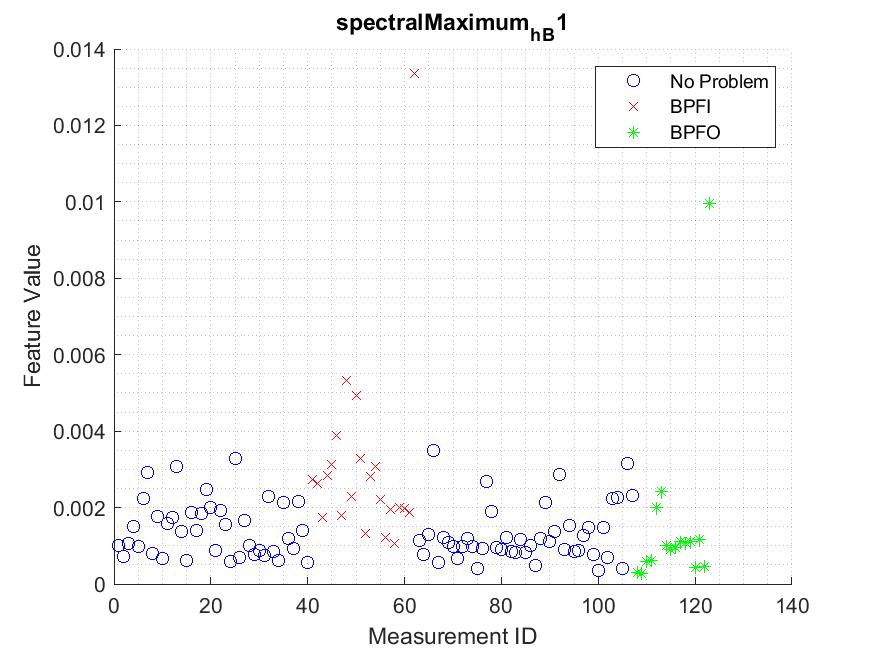 spectralMaximum_hB1
0.014
0.012
0.01
0.008
0.006
0.004
0.002
0
Feature Value
No Problem
BPFI
BPFO
0 20 40 60 80 100 120 140
Measurement ID